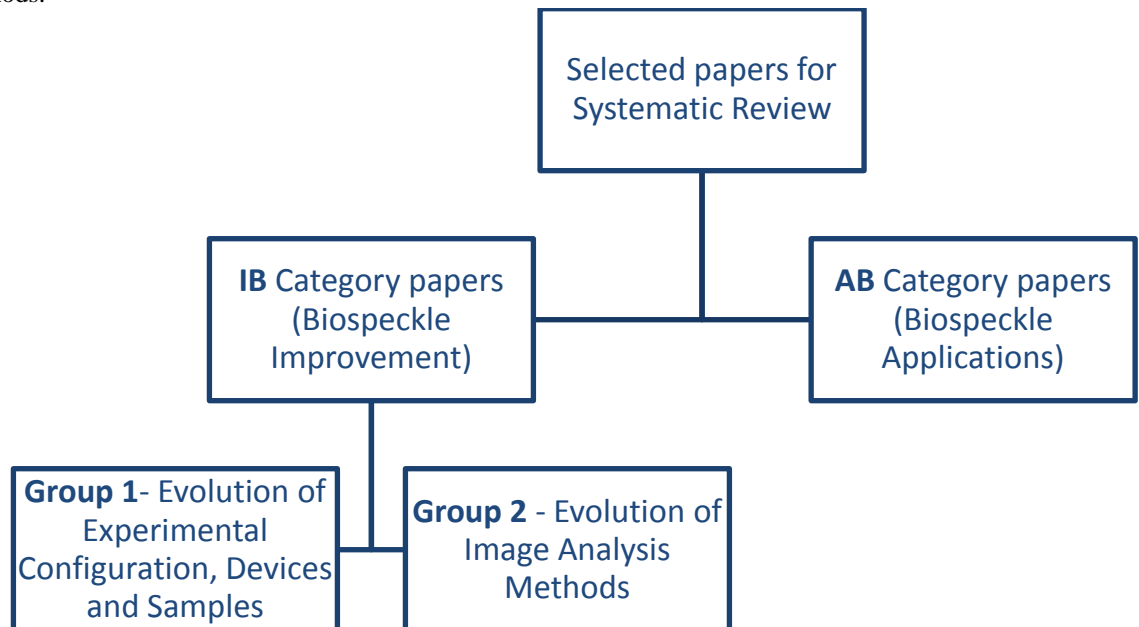 Selected papers for
Systematic Review
IB Category papers
(Biospeckle
Improvement)
AB Category papers
(Biospeckle
Applications)
Group 1- Evolution of
Experimental
Configuration, Devices
and Samples
Group 2 - Evolution of
Image Analysis
Methods